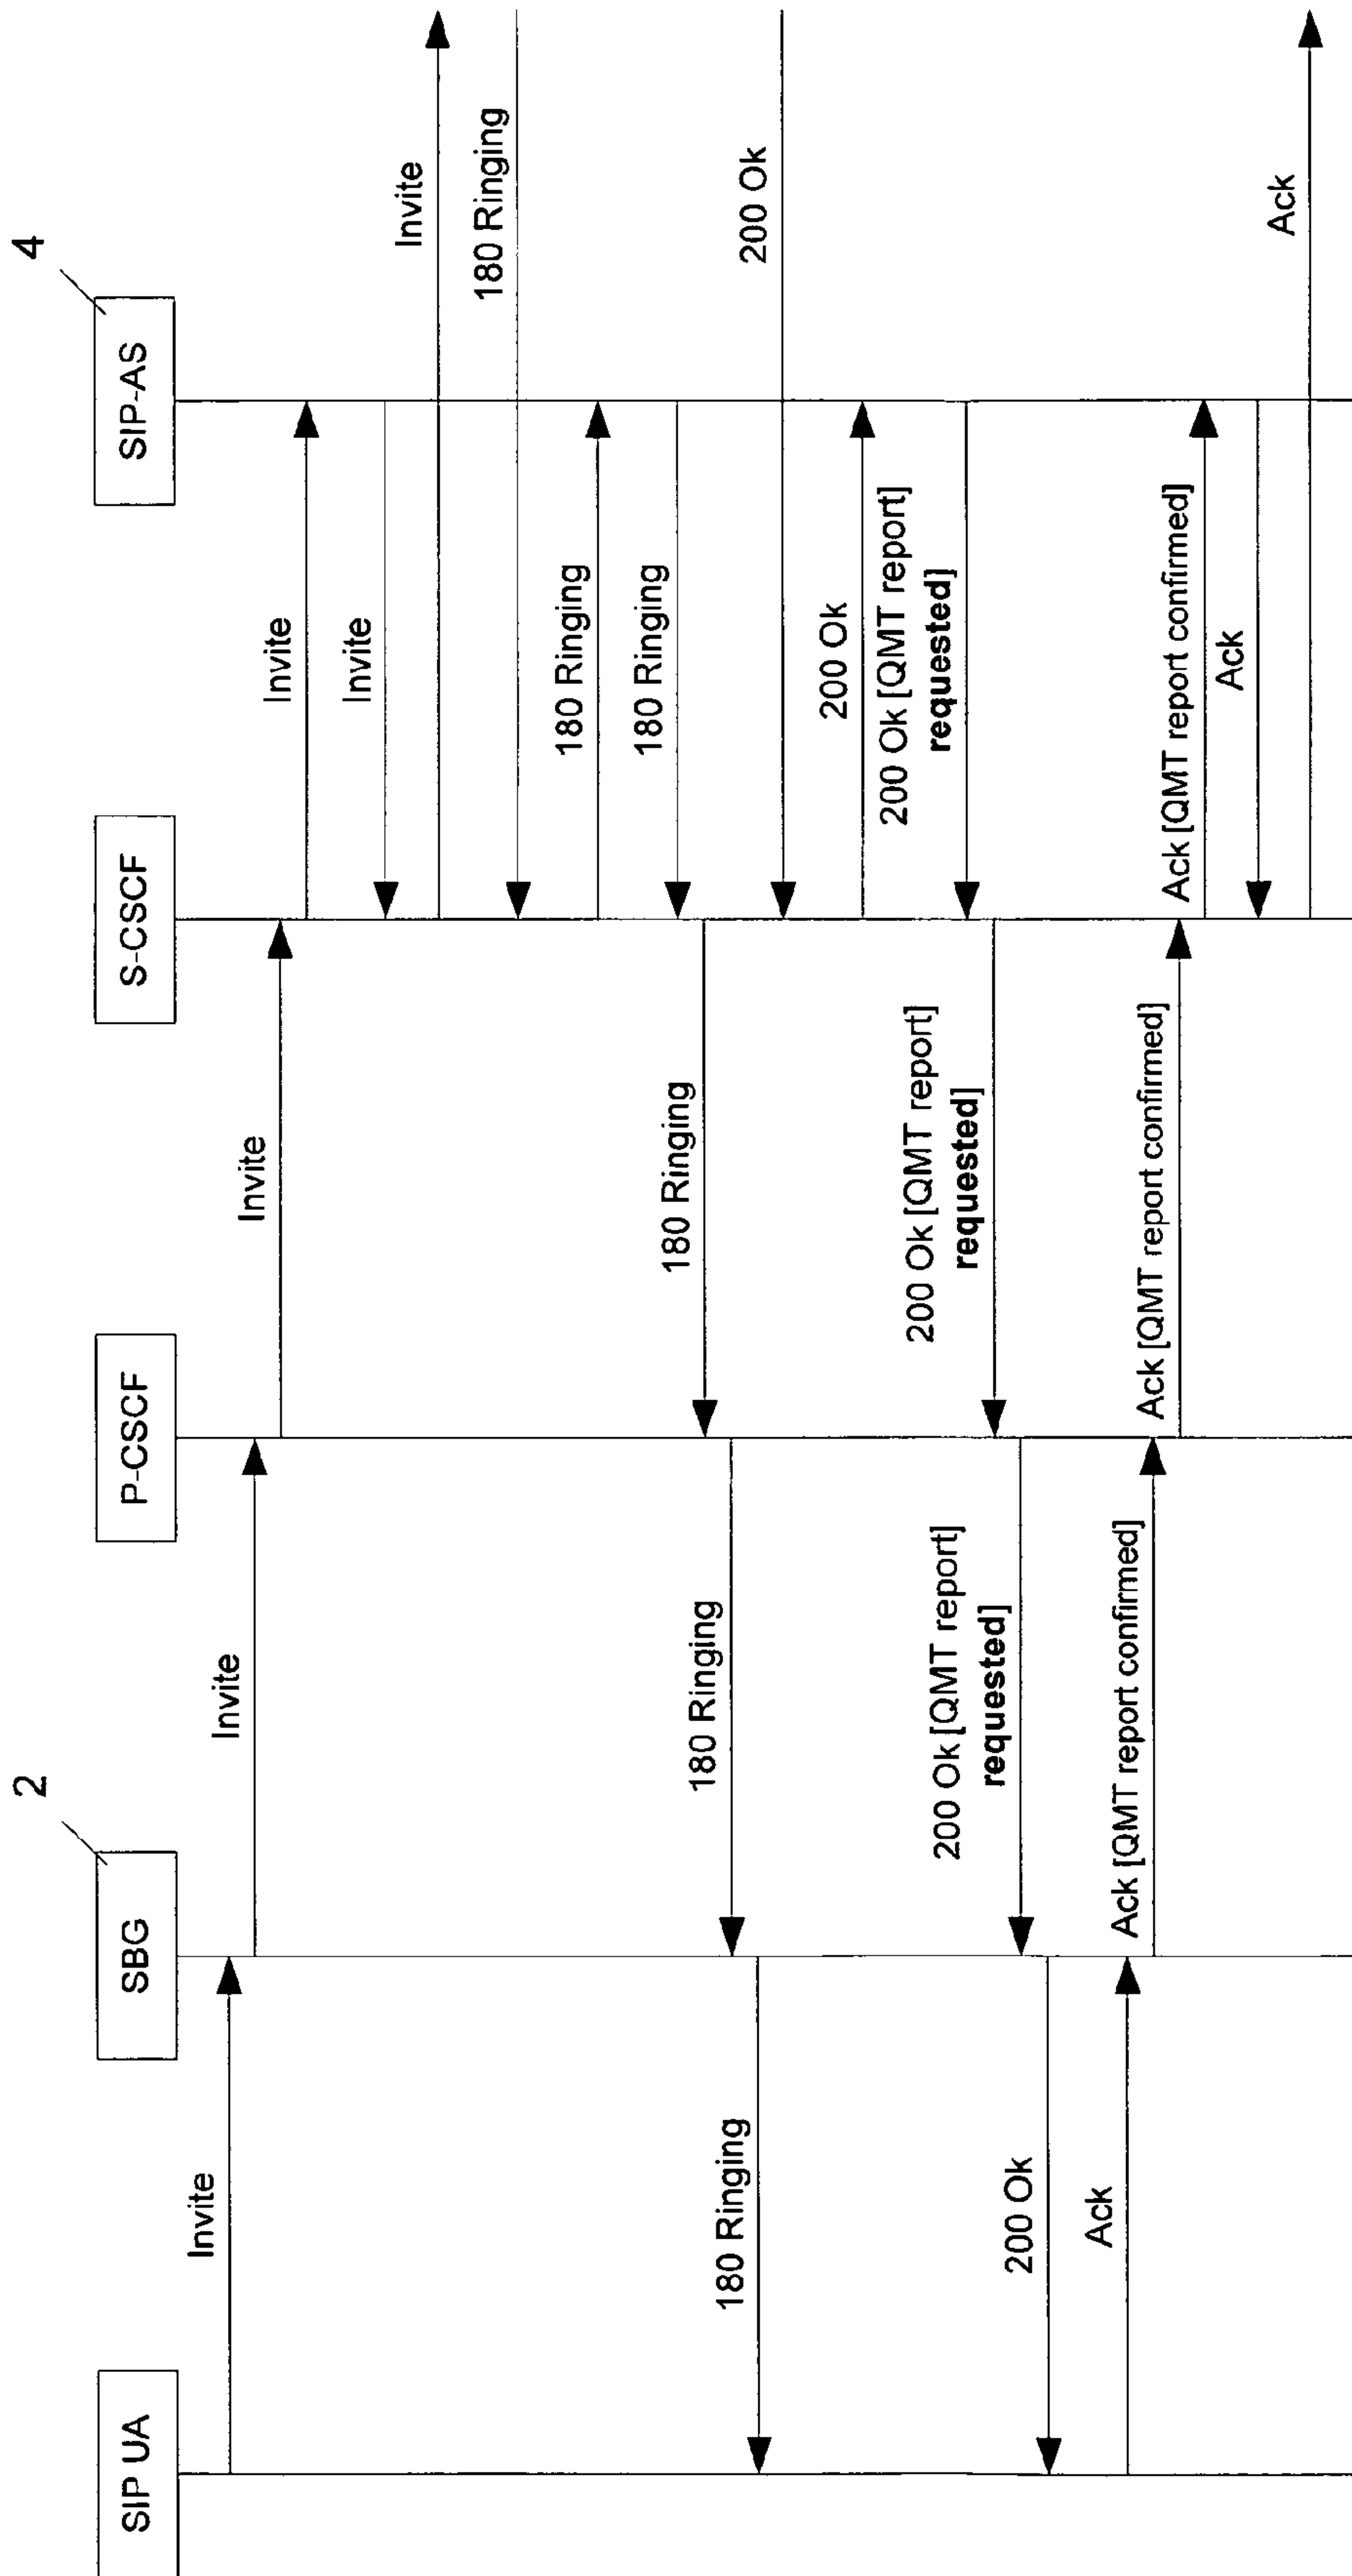 SIP UA
SBG
2
P-CSCF
S-CSCF
SIP-AS
4
Invite
Invite
Invite
Invite
Invite
Invite
180 Ringing
180 Ringing
180 Ringing
180 Ringing
180 Ringing
180 Ringing
200 Ok
200 Ok
200 Ok [QMT report]
requested]
200 Ok [QMT report]
requested]
200 Ok [QMT report]
requested]
200 Ok
Ack
Ack [QMT report confirmed]
Ack [QMT report confirmed]
Ack [QMT report confirmed]
Ack
Ack